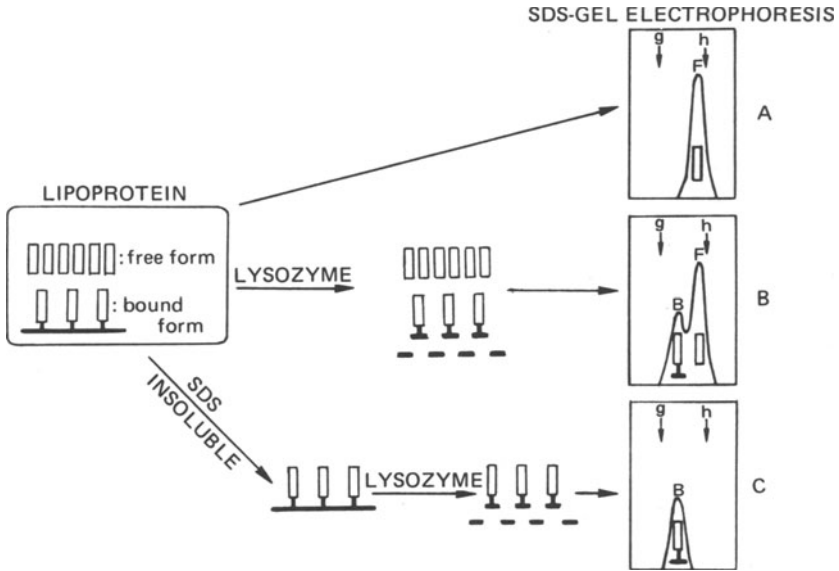 SDS-GEL ELECTROPHORESIS
g h
F
A
LIPOPROTEIN
: free form
: bound
form
LYSOZYME
g h
F
B
B
SDS
INSOLUBLE
LYSOZYME
g h
B
C